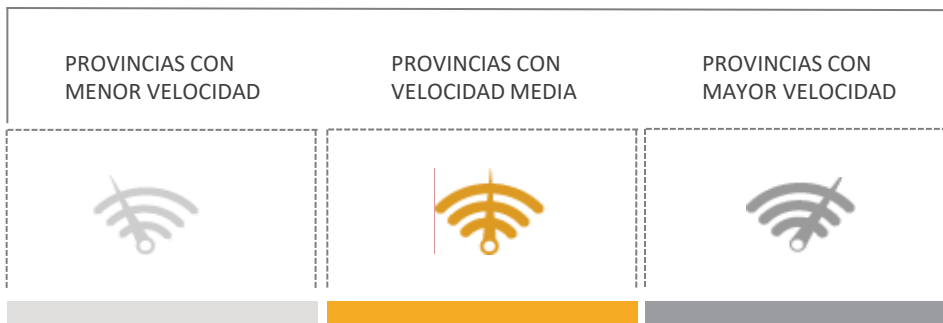 PROVINCIAS CON
MENOR VELOCIDAD
PROVINCIAS CON
VELOCIDAD MEDIA
PROVINCIAS CON
MAYOR VELOCIDAD